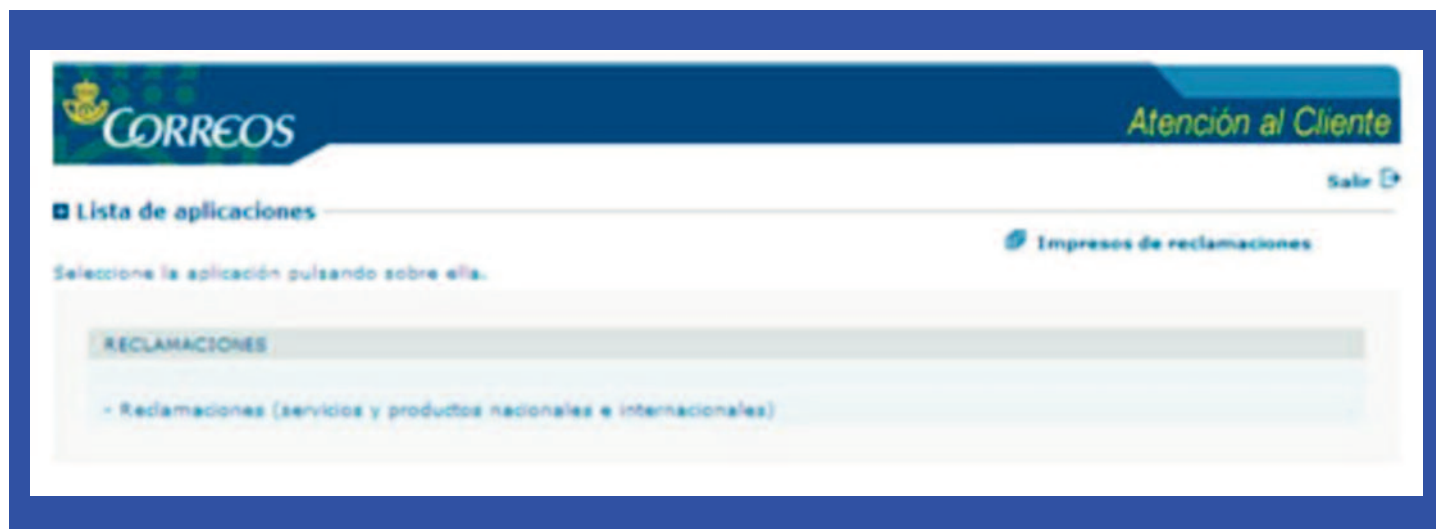 CORREOS
Atención al Cliente
Salir
Lista de aplicaciones
Impresos de reclamaciones
Seleccione la aplicación pulsando sobre ella.
RECLAMACIONES
- Reclamaciones (servicios y productos nacionales e internacionales)